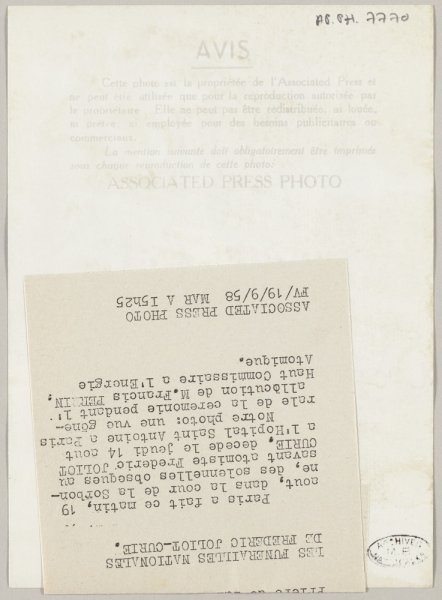 AG. PH. 7770
AVIS
Cette photo est la propriété de l'Associated Press et
ne peut être utilisée que pour la reproduction autorisée par
le propriétaire. Elle ne peut pas être redistribuée, ni louée,
ni prêtée, ni employée pour des besoins publicitaires ou
commerciaux.
La mention suivante doit obligatoirement être imprimée
sous chaque reproduction de cette photo:
ASSOCIATED PRESS PHOTO
LES FUNERAILLES NATIONALES
DE FREDERIC JOLIOT-CURIE.
Paris a fait ce matin, 19
aout, dans la cour de la Sorbon-
ne, des solennelles obseques au
savant atomiste Frederic JOLIOT
CURIE, decede le jeudi 14 aout
a l'Hopital Saint Antoine a Paris
Notre photo: une vue gene-
rale de la ceremonie pendant l'
allocution de M. Francis PERRIN,
Haut Commissaire a l'Energie
Atomique.
ASSOCIATED PRESS PHOTO
FV/19/9/58 MAR A 15h25
ARCHIVES